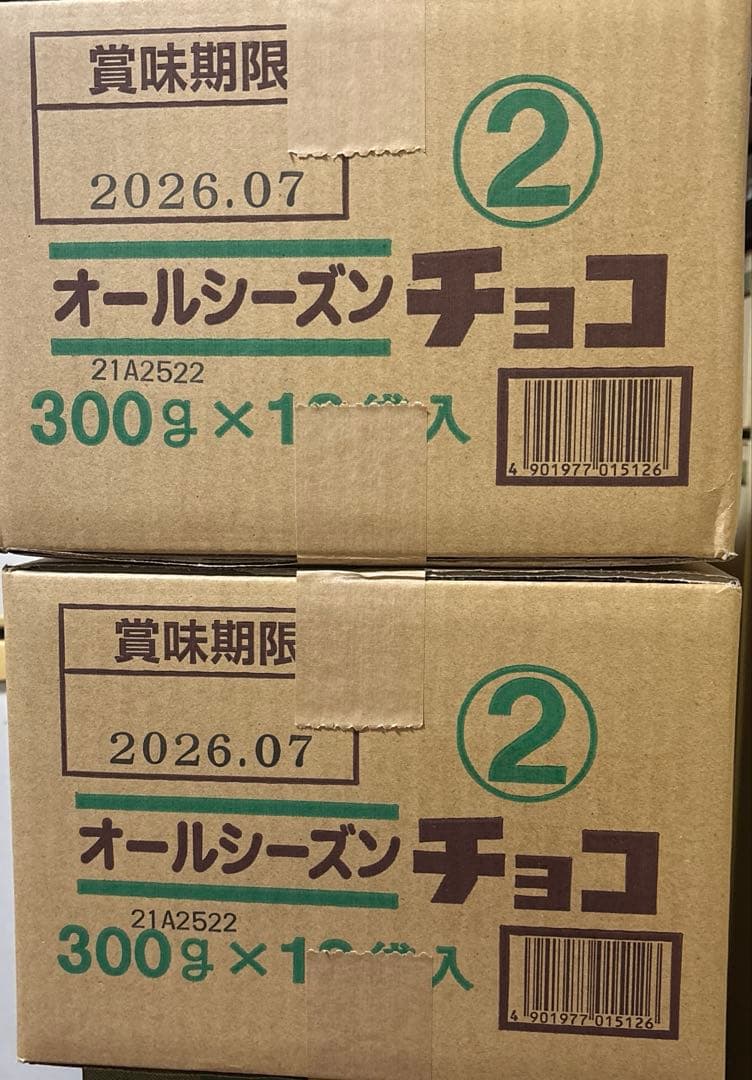 賞味期限
②
2026.07
オールシーズンチョコ
21A2522
300g×1 入
4 901977 015126
賞味期限
②
2026.07
オールシーズンチョコ
21A2522
300g×1 入
4 901977 015126